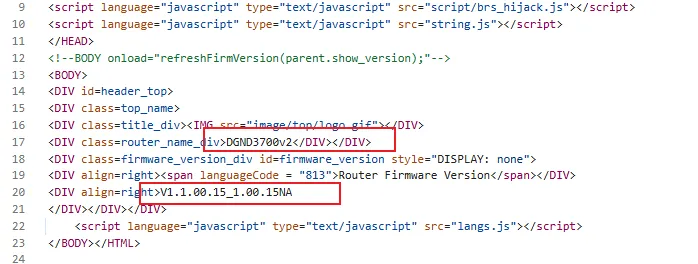 9 <script language="javascript" type="text/javascript" src="script/brs_hijack.js"></script>
10 <script language="javascript" type="text/javascript" src="string.js"></script>
11 </HEAD>
12 <!--BODY onload="refreshFirmVersion(parent.show_version);"-->
13 <BODY>
14 <DIV id=header_top>
15 <DIV class=top_name>
16 <DIV class=title_div><IMG src="image/top/logo.gif"></DIV>
17 <DIV class=router_name_div>DGND3700v2</DIV></DIV>
18 <DIV class=firmware_version_div id=firmware_version style="DISPLAY: none">
19 <DIV align=right><span languageCode = "813">Router Firmware Version</span></DIV>
20 <DIV align=right>V1.1.00.15_1.00.15NA
21 </DIV></DIV></DIV>
22 <script language="javascript" type="text/javascript" src="langs.js"></script>
23 </BODY></HTML>
24